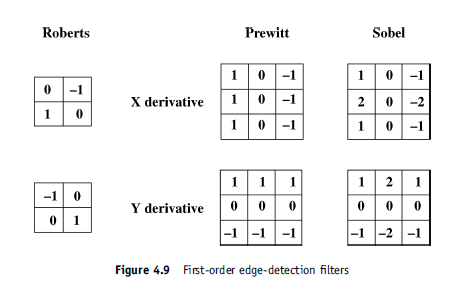 Roberts Prewitt Sobel
0 −1
1 0
X derivative
1 0 −1
1 0 −1
1 0 −1
1 0 −1
2 0 −2
1 0 −1
−1 0
0 1
Y derivative
1 1 1
0 0 0
−1 −1 −1
1 2 1
0 0 0
−1 −2 −1
Figure 4.9 First-order edge-detection filters